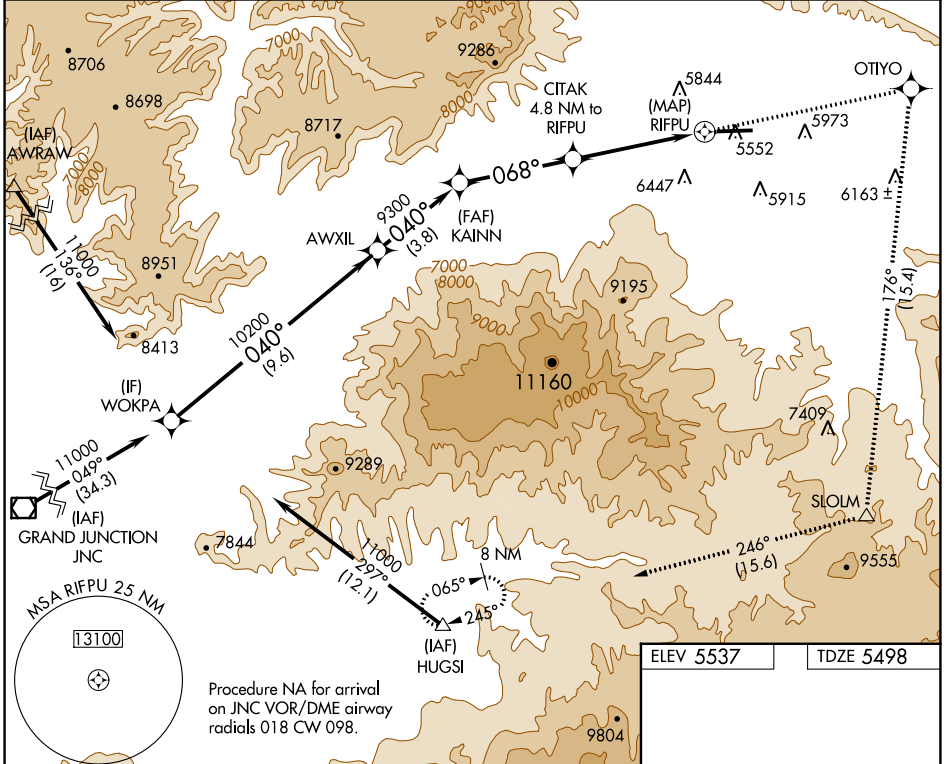 10000
9000
8706
7000
9286
8000
8698
CITAK
4.8 NM to
RIFPU
5844
OTIYO
(MAP)
RIFPU
8717
5973
5552
(IAF)
AWRAW
7000
8000
068°
6447
5915
6163 ±
9300
040°
(3.8)
(FAF)
KAINN
AWXIL
11000
136°
(16)
8951
7000
8000
9195
176°
(15.4)
8413
10200
040°
(9.6)
9000
11160
10000
(IF)
WOKPA
7409
11000
049°
(34.3)
9289
(IAF)
GRAND JUNCTION
JNC
SLOLM
7844
11000
297°
(12.1)
8 NM
065°
245°
246°
(15.6)
9555
MSA RIFPU 25 NM
13100
(IAF)
HUGSI
ELEV 5537
TDZE 5498
Procedure NA for arrival
on JNC VOR/DME airway
radials 018 CW 098.
9804